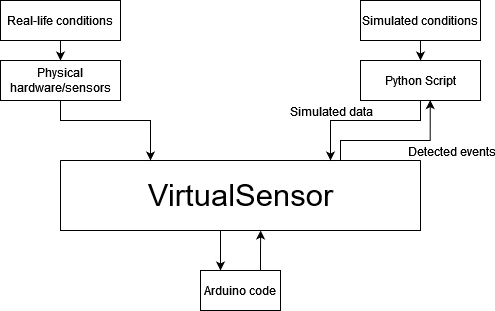 Real-life conditions
Simulated conditions
Physical
hardware/sensors
Python Script
Simulated data
Detected events
VirtualSensor
Arduino code